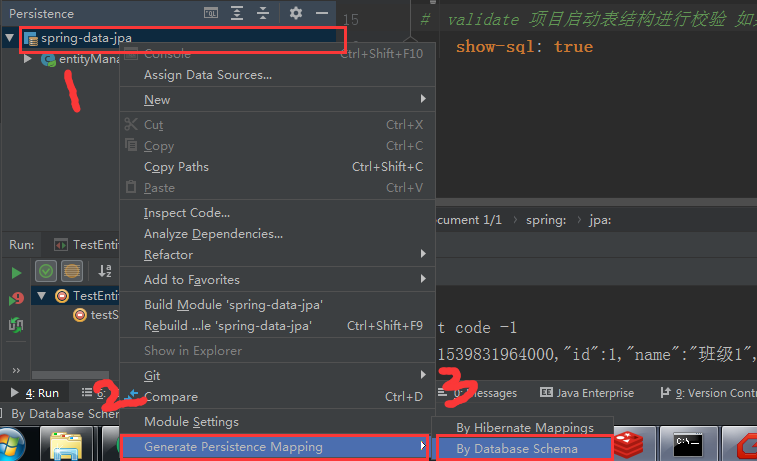 Persistence
15
# validate 项目启动表结构进行校验 如
spring-data-jpa
show-sql: true
Console Ctrl+Shift+F10
entityMana
Assign Data Sources...
1
New
Cut Ctrl+X
Copy Ctrl+C
Copy Paths Ctrl+Shift+C
Paste Ctrl+V
Inspect Code...
cument 1/1 › spring: › jpa:
Analyze Dependencies...
Run: TestEnti
Refactor
Add to Favorites
TestEnti
Build Module 'spring-data-jpa'
testS
Rebuild ...le 'spring-data-jpa' Ctrl+Shift+F9
t code -1
Show in Explorer
1539831964000,"id":1,"name":"班级1",
Git
4: Run 6: 2
Compare Ctrl+D
3
0: Messages Java Enterprise 9: Version Contr
By Database Schem
Module Settings
By Hibernate Mappings
Generate Persistence Mapping
By Database Schema